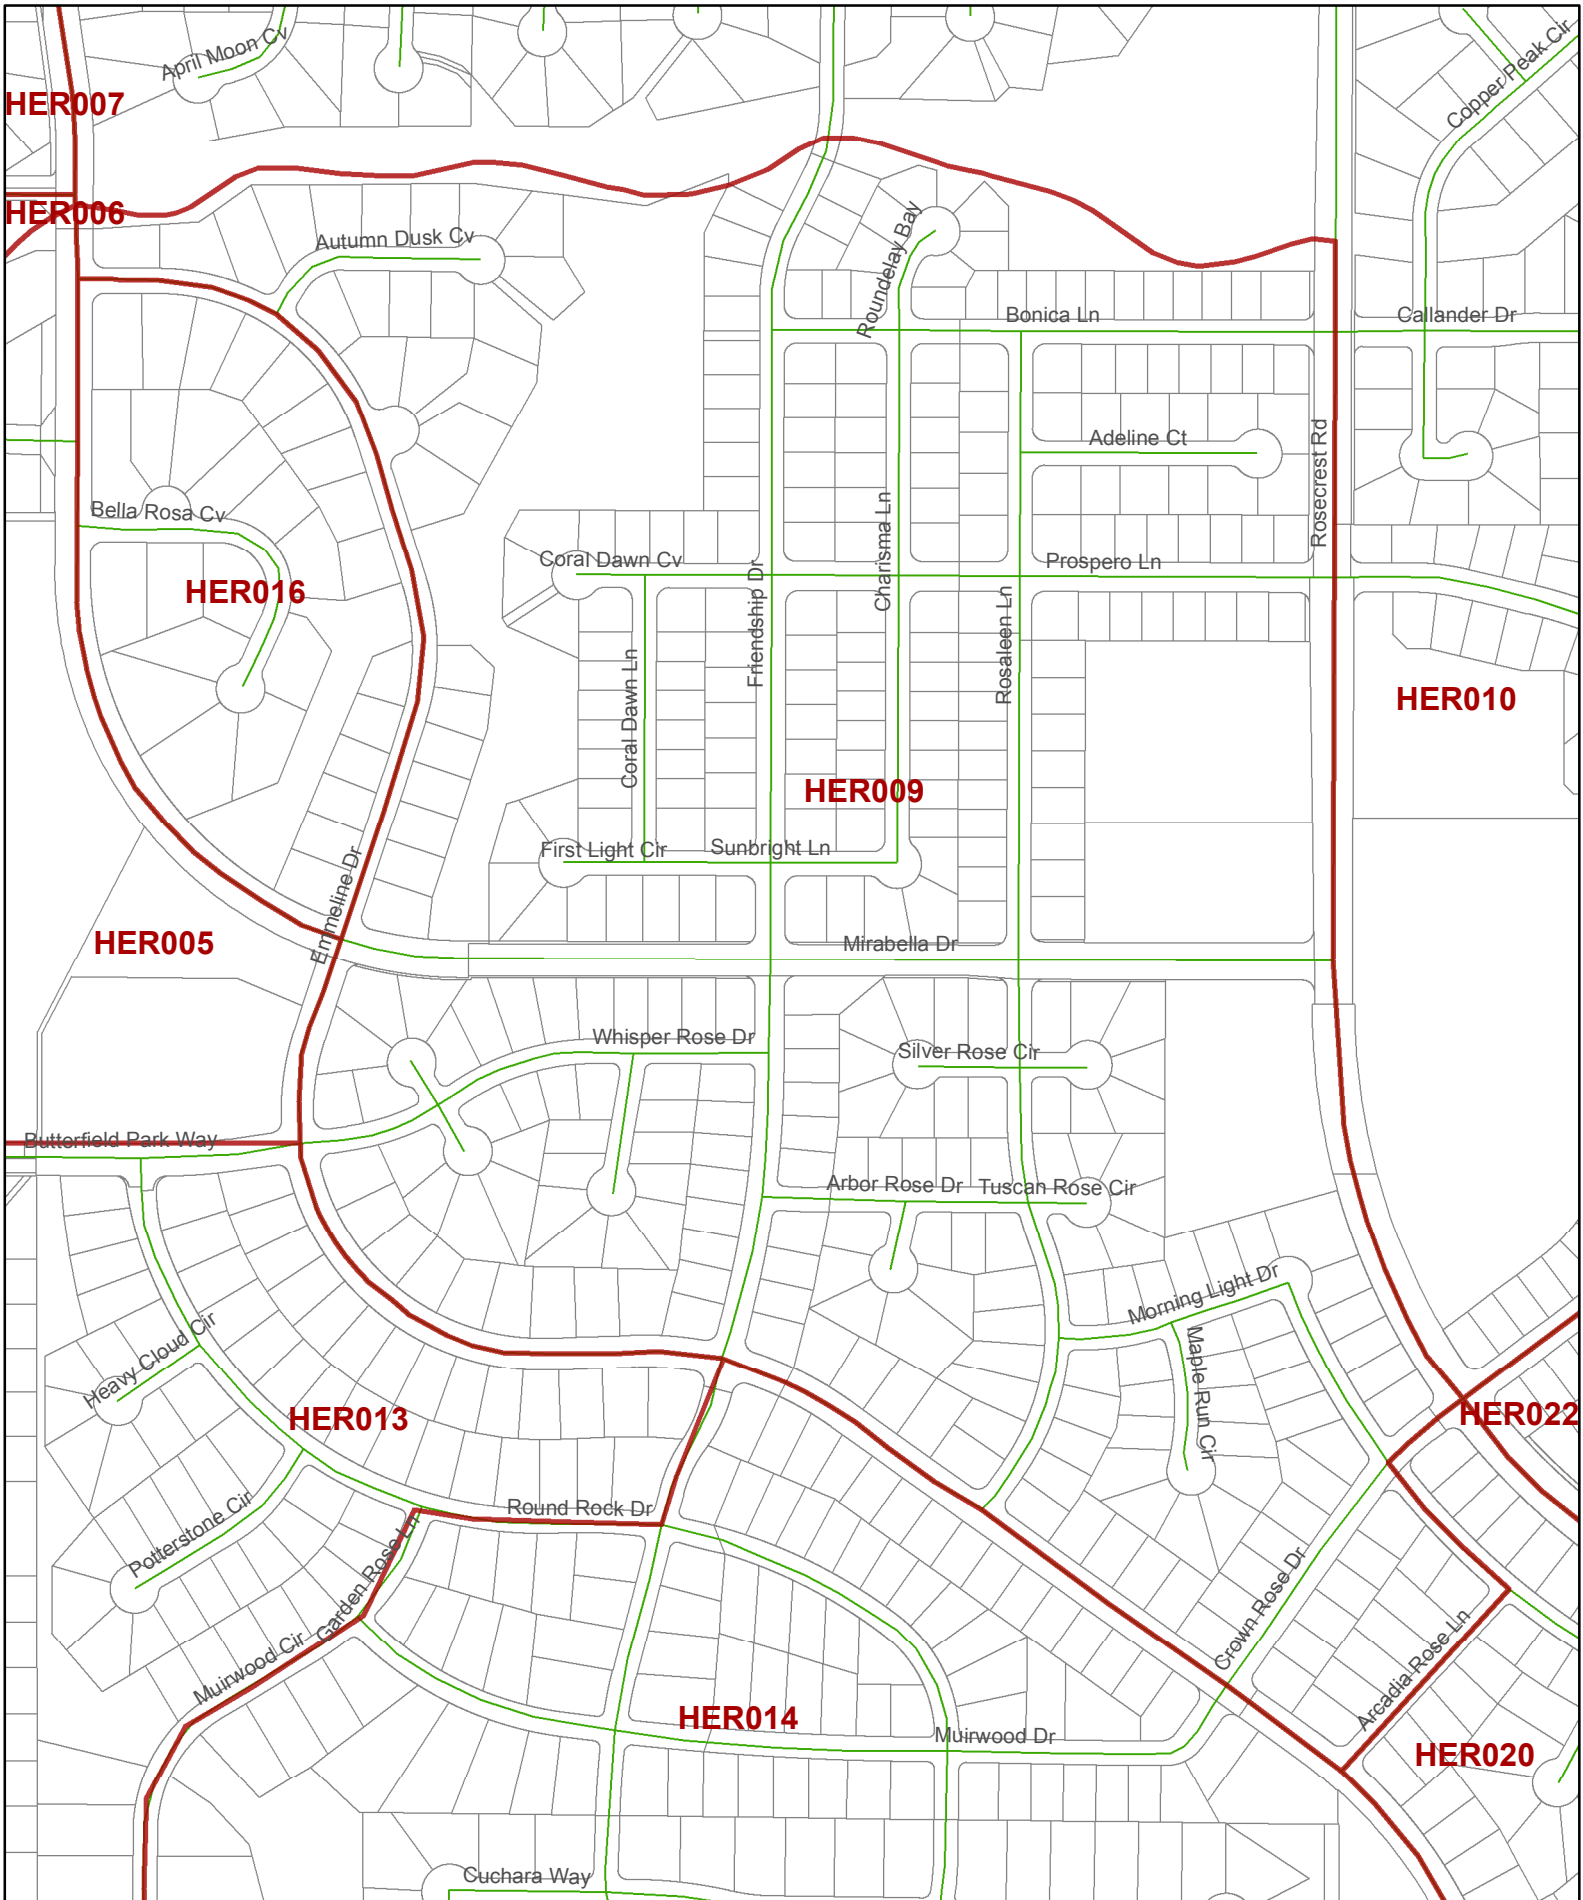 April Moon Cv
Copper Peak Cir
HER007
HER006
Autumn Dusk Cv
Roundelay Bay
Bonica Ln
Callander Dr
Adeline Ct
Rosecrest Rd
Bella Rosa Cv
Charisma Ln
Coral Dawn Cv
Prospero Ln
HER016
Friendship Dr
Rosaleen Ln
Coral Dawn Ln
HER010
HER009
First Light Cir
Sunbright Ln
Emmeline Dr
HER005
Mirabella Dr
Whisper Rose Dr
Silver Rose Cir
Butterfield Park Way
Arbor Rose Dr
Tuscan Rose Cir
Morning Light Dr
Heavy Cloud Cir
Maple Run Cir
HER013
HER022
Round Rock Dr
Potterstone Cir
Garden Rose Ln
Crown Rose Dr
Muirwood Cir
Arcadia Rose Ln
HER014
Muirwood Dr
HER020
Cuchara Way